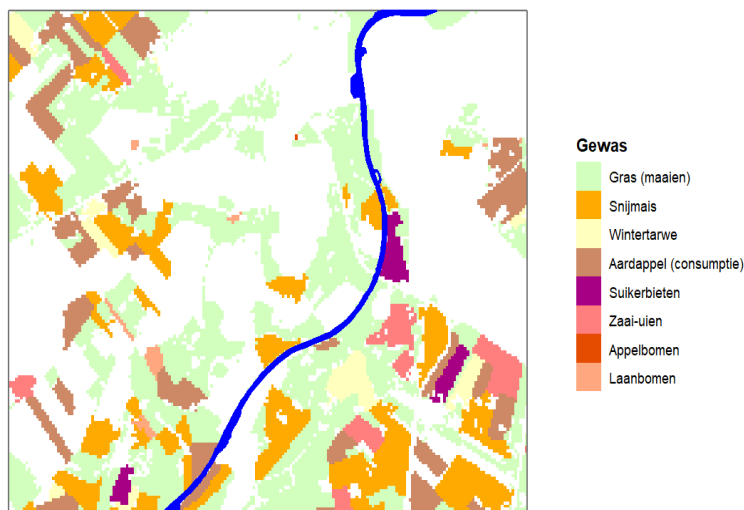 Gewas
Gras (maaien)
Snijmais
Wintertarwe
Aardappel (consumptie)
Suikerbieten
Zaai-uien
Appelbomen
Laanbomen